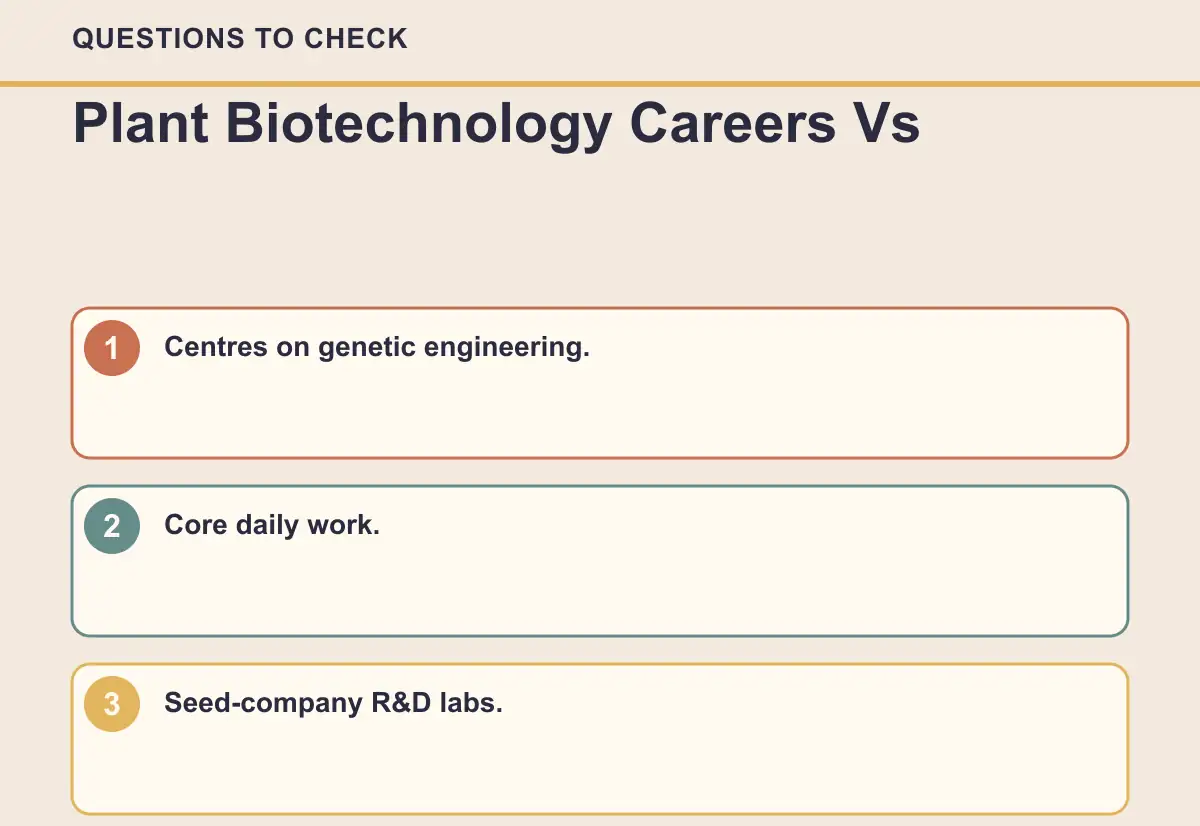 QUESTIONS TO CHECK
Plant Biotechnology Careers Vs
1
Centres on genetic engineering.
2
Core daily work.
3
Seed-company R&D labs.